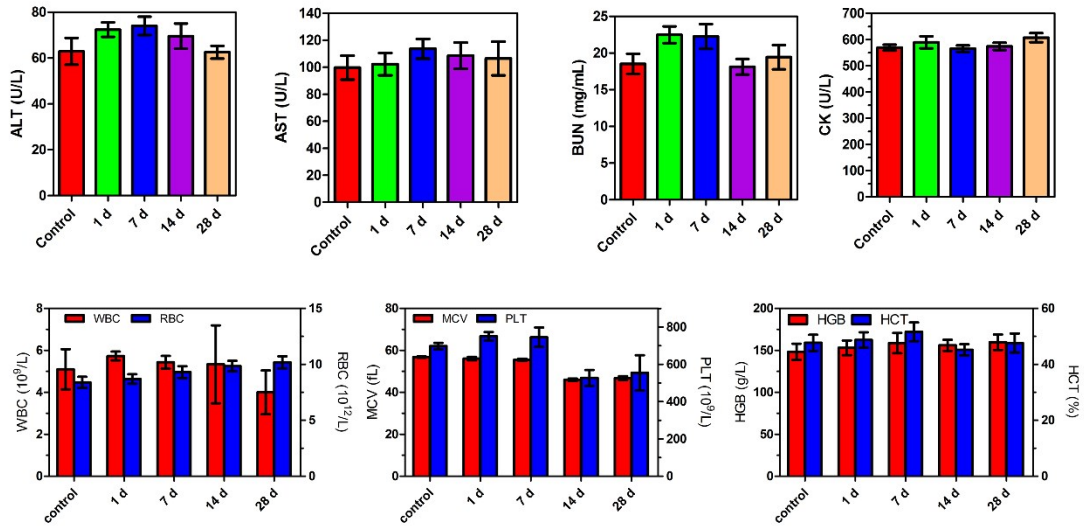 ALT (U/L)
80
60
40
20
0
Control
1 d
7 d
14 d
28 d
AST (U/L)
140
120
100
80
60
40
20
0
Control
1 d
7 d
14 d
28 d
BUN (mg/mL)
25
20
15
10
5
0
Control
1 d
7 d
14 d
28 d
CK (U/L)
700
600
500
400
300
200
100
0
Control
1 d
7 d
14 d
28 d
WBC (10⁹/L)
8
6
4
2
0
WBC
RBC
15
10
5
0
RBC (10¹²/L)
control
1 d
7 d
14 d
28 d
MCV (fL)
80
60
40
20
0
MCV
PLT
800
600
400
200
0
PLT (10⁹/L)
control
1 d
7 d
14 d
28 d
HGB (g/L)
200
150
100
50
0
HGB
HCT
60
40
20
0
HCT (%)
control
1 d
7 d
14 d
28 d